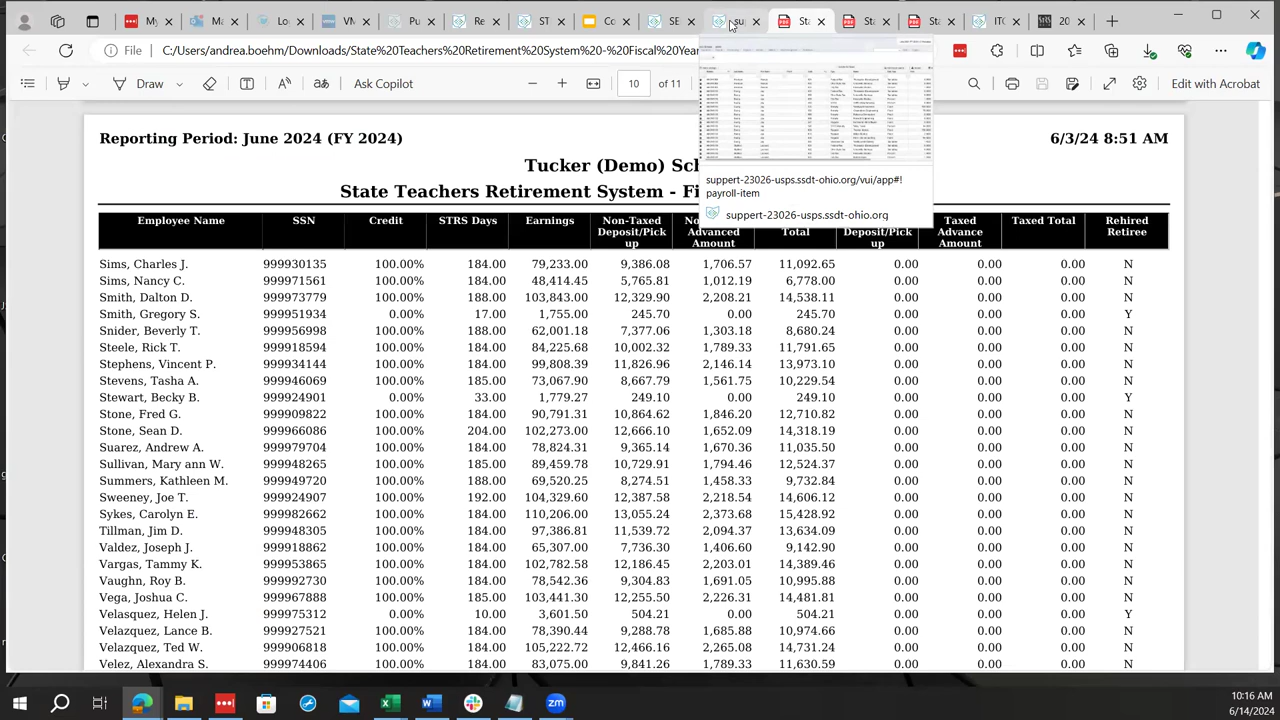 My
Ma
VM
Pu
Re
ST
Co
SE
su
Sta
Sta
Sta
ITC
20
File
C:/Users/andrea.boehm/Downloads/State%20Teachers%20Retirement%20System%20-%20Fiscal%20Year
11
Edit with Acrobat
suppert-23026-usps.ssdt-ohio.org/vui/app#!
payroll-item
suppert-23026-usps.ssdt-ohio.org
6/3/24 8:57 AM
Turner (Demo) Sc
State Teachers Retirement System - Fi
Employee Name SSN Credit STRS Days Earnings Non-Taxed Deposit/Pick up Advanced Amount Total Deposit/Pick up Taxed Advance Amount Taxed Total Rehired Retiree
Sims, Charles J. 999930135 100.00% 184.00 79,233.00 9,386.08 1,706.57 11,092.65 0.00 0.00 0.00 N
Sims, Nancy C. 999971561 100.00% 184.00 48,414.45 5,765.81 1,012.19 6,778.00 0.00 0.00 0.00 N
Smith, Dalton D. 999973779 100.00% 188.00 103,843.00 12,329.90 2,208.21 14,538.11 0.00 0.00 0.00 N
Smith, Gregory S. 999951934 0.00% 17.00 1,755.00 245.70 0.00 245.70 0.00 0.00 0.00 Y
Snider, Beverly T. 999956998 100.00% 188.00 62,001.18 7,377.06 1,303.18 8,680.24 0.00 0.00 0.00 N
Steele, Rick T. 999918594 100.00% 184.00 84,225.68 10,002.32 1,789.33 11,791.65 0.00 0.00 0.00 N
Stephens, Vincent P. 999934144 100.00% 184.00 99,808.39 11,826.96 2,146.14 13,973.10 0.00 0.00 0.00 N
Stevens, Tasha A. 999946069 100.00% 185.00 73,067.90 8,667.79 1,561.75 10,229.54 0.00 0.00 0.00 N
Stewart, Becky B. 999924901 0.00% 33.00 1,779.27 249.10 0.00 249.10 0.00 0.00 0.00 Y
Stone, Fred G. 999909822 100.00% 184.00 90,791.31 10,864.62 1,846.20 12,710.82 0.00 0.00 0.00 N
Stone, Sean D. 999966086 100.00% 204.00 102,273.00 12,666.10 1,652.09 14,318.19 0.00 0.00 0.00 N
Suarez, Andrew A. 999979704 100.00% 184.00 78,824.31 9,365.14 1,670.36 11,035.50 0.00 0.00 0.00 N
Sullivan, Mary ann W. 999948265 100.00% 185.00 89,459.78 10,729.91 1,794.46 12,524.37 0.00 0.00 0.00 N
Summers, Kathleen M. 999949720 100.00% 188.00 69,520.25 8,274.51 1,458.33 9,732.84 0.00 0.00 0.00 N
Sweeney, Joe T. 999924907 100.00% 192.00 104,329.60 12,387.58 2,218.54 14,606.12 0.00 0.00 0.00 N
Sykes, Carolyn E. 999982662 100.00% 184.00 110,206.00 13,055.24 2,373.68 15,428.92 0.00 0.00 0.00 N
Tillman, Jim D. 999948305 100.00% 184.00 97,386.81 11,539.72 2,094.37 13,634.09 0.00 0.00 0.00 N
Valdez, Joseph J. 999918862 100.00% 184.00 65,307.00 7,736.30 1,406.60 9,142.90 0.00 0.00 0.00 N
Vargas, Tammy K. 999953865 100.00% 184.00 102,782.58 12,186.45 2,203.01 14,389.46 0.00 0.00 0.00 N
Vaughn, Roy B. 999992730 100.00% 184.00 78,542.36 9,304.83 1,691.05 10,995.88 0.00 0.00 0.00 N
Vega, Joshua C. 999967888 100.00% 184.00 103,441.30 12,255.50 2,226.31 14,481.81 0.00 0.00 0.00 N
Velasquez, Helen J. 999975312 0.00% 10.00 3,601.50 504.21 0.00 504.21 0.00 0.00 0.00 Y
Velazquez, Lance B. 999927521 100.00% 184.00 78,390.44 9,288.78 1,685.88 10,974.66 0.00 0.00 0.00 N
Velazquez, Ted W. 999906818 100.00% 184.00 105,222.72 12,466.16 2,265.08 14,731.24 0.00 0.00 0.00 N
Velez, Alexandra S. 999974406 100.00% 184.00 83,075.00 9,841.26 1,789.33 11,630.59 0.00 0.00 0.00 N
10:16 AM
6/14/2024